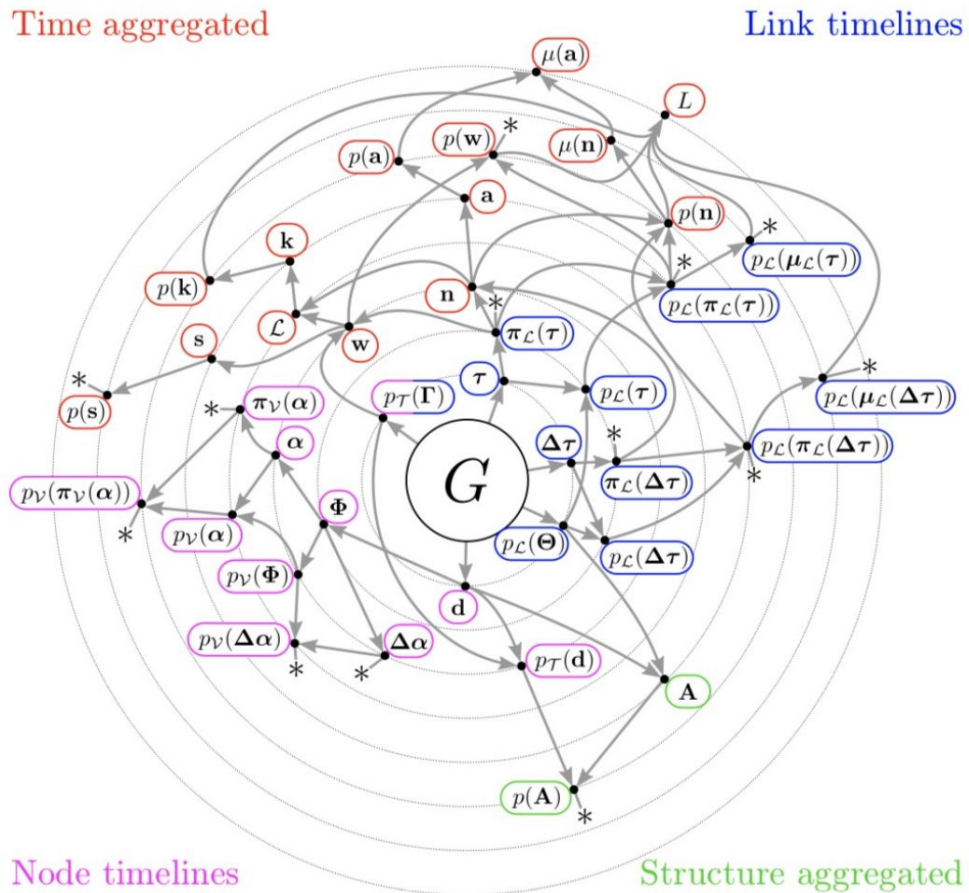 Time aggregated
Link timelines
μ(a)
L
p(w)
*
μ(n)
p(a)
a
p(n)
*
k
p_L(μ_L(τ))
*
p(k)
n
*
p_L(π_L(τ))
ℒ
w
π_L(τ)
s
*
p(s)
τ
p_L(τ)
*
p_L(μ_L(Δτ))
p_T(Γ)
*
π_V(α)
α
Δτ
*
p_L(π_L(Δτ))
*
G
π_L(Δτ)
p_V(π_V(α))
*
Φ
p_V(α)
p_L(Θ)
p_L(Δτ)
p_V(Φ)
d
p_V(Δα)
*
Δα
*
p_T(d)
A
p(A)
*
Node timelines
Structure aggregated